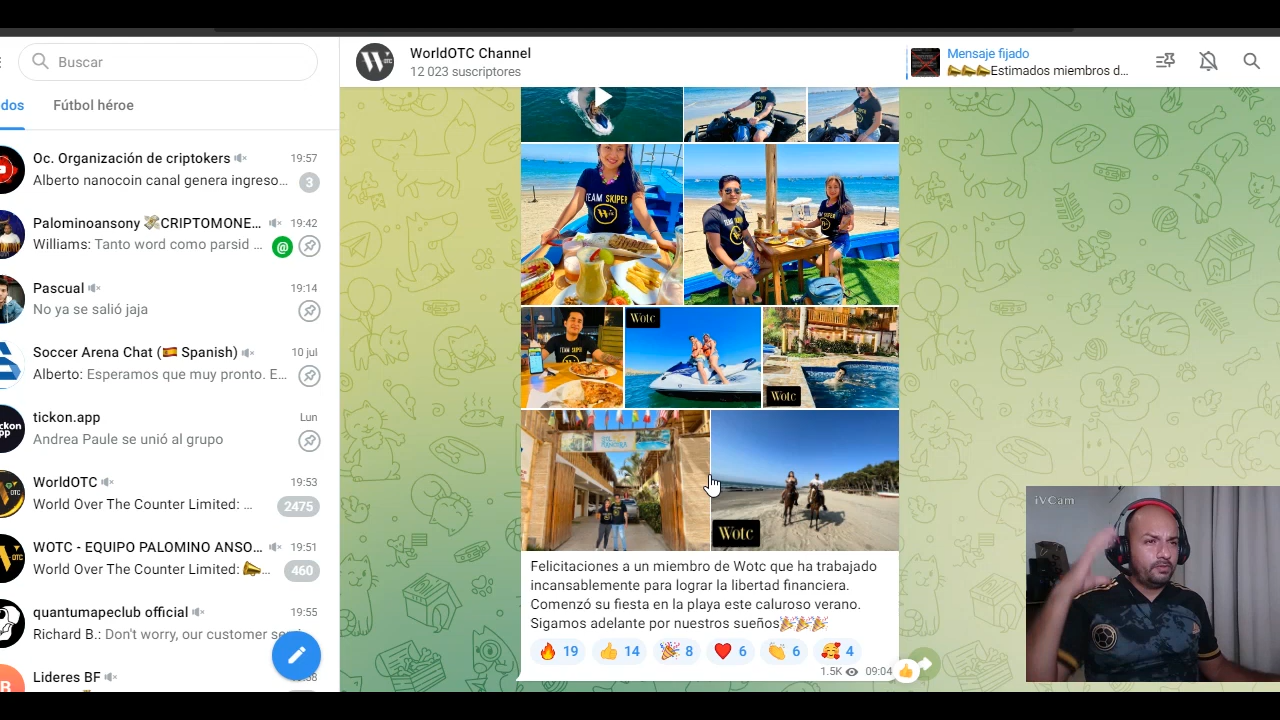 Buscar
dos
Fútbol héroe
Oc. Organización de criptokers
19:57
Alberto nanocoin canal genera ingreso...
3
Palominoansony 💸CRIPTOMONE...
19:42
Williams: Tanto word como parsid ...
@
Pascual
19:14
No ya se salió jaja
Soccer Arena Chat (🇪🇸 Spanish)
10 jul
Alberto: Esperamos que muy pronto. E...
tickon.app
Lun
Andrea Paule se unió al grupo
WorldOTC
19:53
World Over The Counter Limited: ...
2475
WOTC - EQUIPO PALOMINO ANSO...
19:51
World Over The Counter Limited: 📣...
460
quantumapeclub official
19:55
Richard B.: Don't worry, our customer se
Lideres BF
WorldOTC Channel
12 023 suscriptores
Mensaje fijado
📣📣📣Estimados miembros d...
TEAM SKIPER
TEAM SKIPER
TEAM SKIPER
Wotc
Wotc
Wotc
Felicitaciones a un miembro de Wotc que ha trabajado
incansablemente para lograr la libertad financiera.
Comenzó su fiesta en la playa este caluroso verano.
Sigamos adelante por nuestros sueños🎉🎉🎉
🔥 19 👍 14 🎉 8 ❤️ 6 👏 6 🥰 4
1.5K 09:04
iVCam